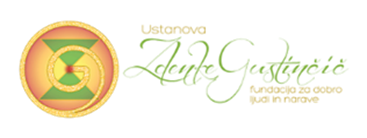 Ustanova
Zdenke Gustinčič
fundacija za dobro
ljudi in narave